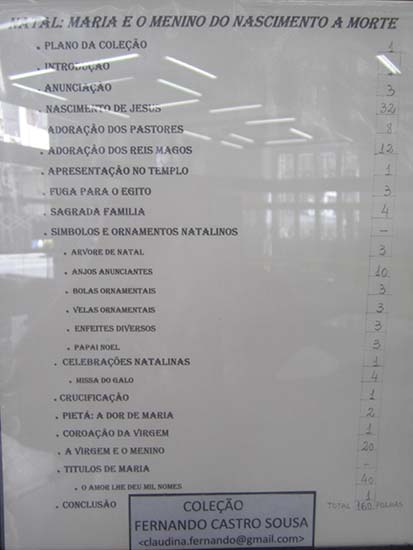 NATAL: MARIA E O MENINO DO NASCIMENTO A MORTE
. PLANO DA COLEÇÃO 1
. INTRODUÇÃO
. ANUNCIAÇÃO 3
. NASCIMENTO DE JESUS 32
. ADORAÇÃO DOS PASTORES 8
. ADORAÇÃO DOS REIS MAGOS 12
. APRESENTAÇÃO NO TEMPLO 1
. FUGA PARA O EGITO 3
. SAGRADA FAMILIA 4
. SIMBOLOS E ORNAMENTOS NATALINOS –
. ARVORE DE NATAL 3
. ANJOS ANUNCIANTES 10
. BOLAS ORNAMENTAIS 3
. VELAS ORNAMENTAIS 3
. ENFEITES DIVERSOS 3
. PAPAI NOEL 3
. CELEBRAÇÕES NATALINAS 1
. MISSA DO GALO 4
. CRUCIFICAÇÃO 1
. PIETÁ: A DOR DE MARIA 2
. COROAÇÃO DA VIRGEM 1
. A VIRGEM E O MENINO 20
. TITULOS DE MARIA –
. O AMOR LHE DEU MIL NOMES 40
. CONCLUSÃO 1
TOTAL 160 FOLHAS
COLEÇÃO
FERNANDO CASTRO SOUSA
<claudina.fernando@gmail.com>